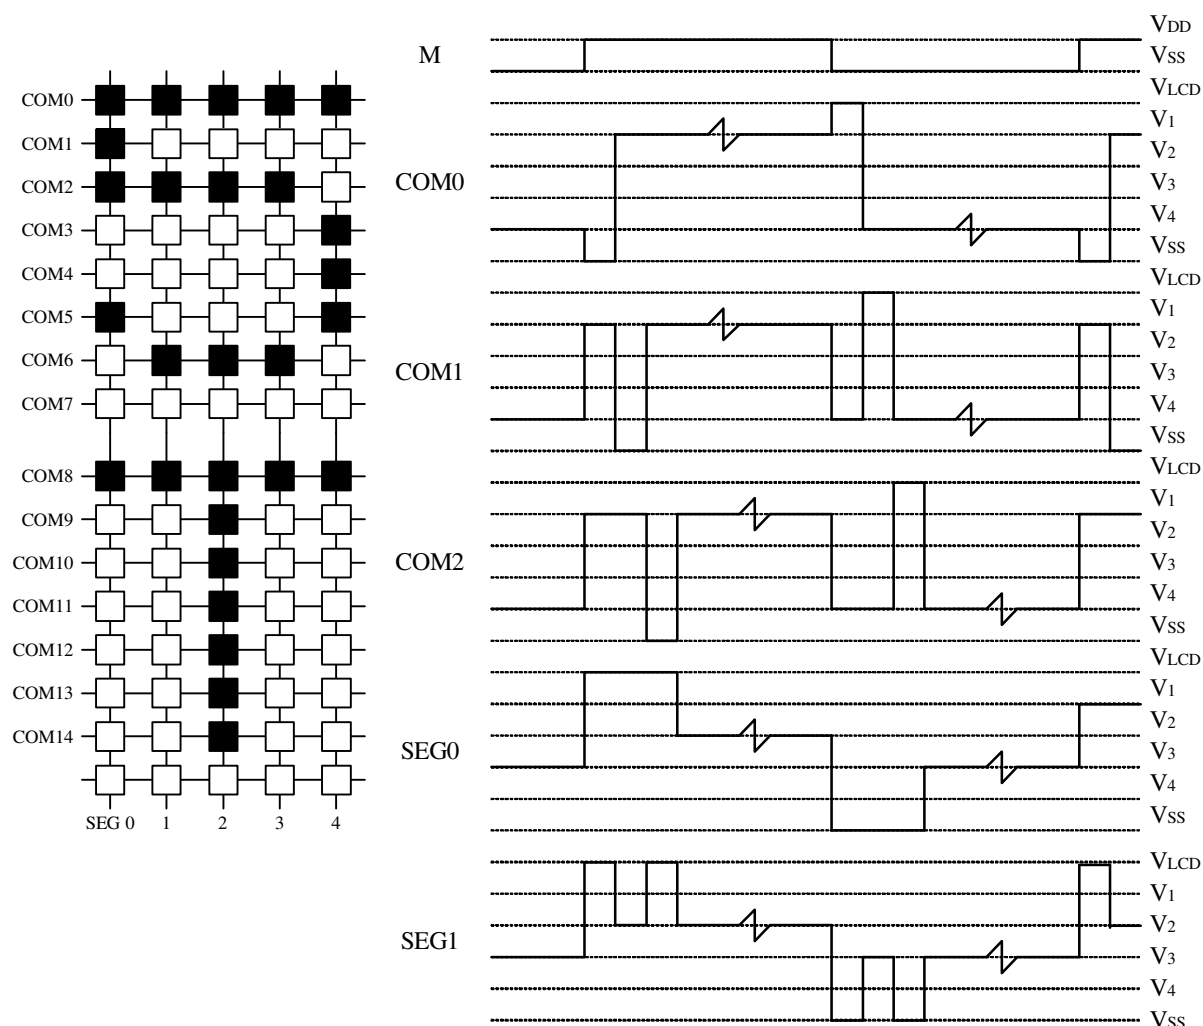 COM0
COM1
COM2
COM3
COM4
COM5
COM6
COM7
COM8
COM9
COM10
COM11
COM12
COM13
COM14
SEG 0 1 2 3 4
M
VDD
VSS
COM0
VLCD
V1
V2
V3
V4
VSS
COM1
VLCD
V1
V2
V3
V4
VSS
COM2
VLCD
V1
V2
V3
V4
VSS
SEG0
VLCD
V1
V2
V3
V4
VSS
SEG1
VLCD
V1
V2
V3
V4
VSS